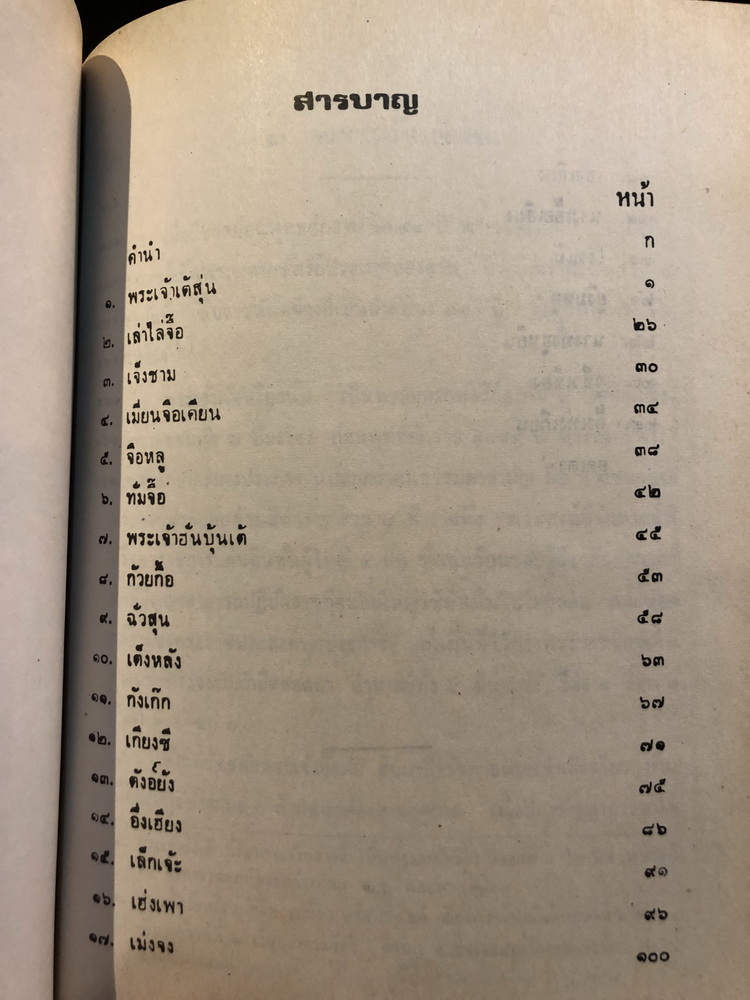 สารบาญ
หน้า
คำนำ ก
๑. พระเจ้าเต้สุ่น ๑
๒. เล่าไล่จื๊อ ๒๖
๓. เจ็งชาม ๓๐
๔. เมี่ยนจือเคียน ๓๔
๕. จือหลู ๓๘
๖. ทั่มจื๊อ ๔๒
๗. พระเจ้าฮั่นบุ้นเต้ ๔๕
๘. ก้วยกื้อ ๕๓
๙. ฉั่วสุน ๕๘
๑๐. เต็งหลัง ๖๓
๑๑. กังเก๊ก ๖๗
๑๒. เกียงซี ๗๑
๑๓. ตังอ์ยัง ๗๕
๑๔. อึ่งเฮียง ๘๖
๑๕. เล็กเจ๊ะ ๙๑
๑๖. เฮ่งเพา ๙๖
๑๗. เม่งจง ๑๐๐